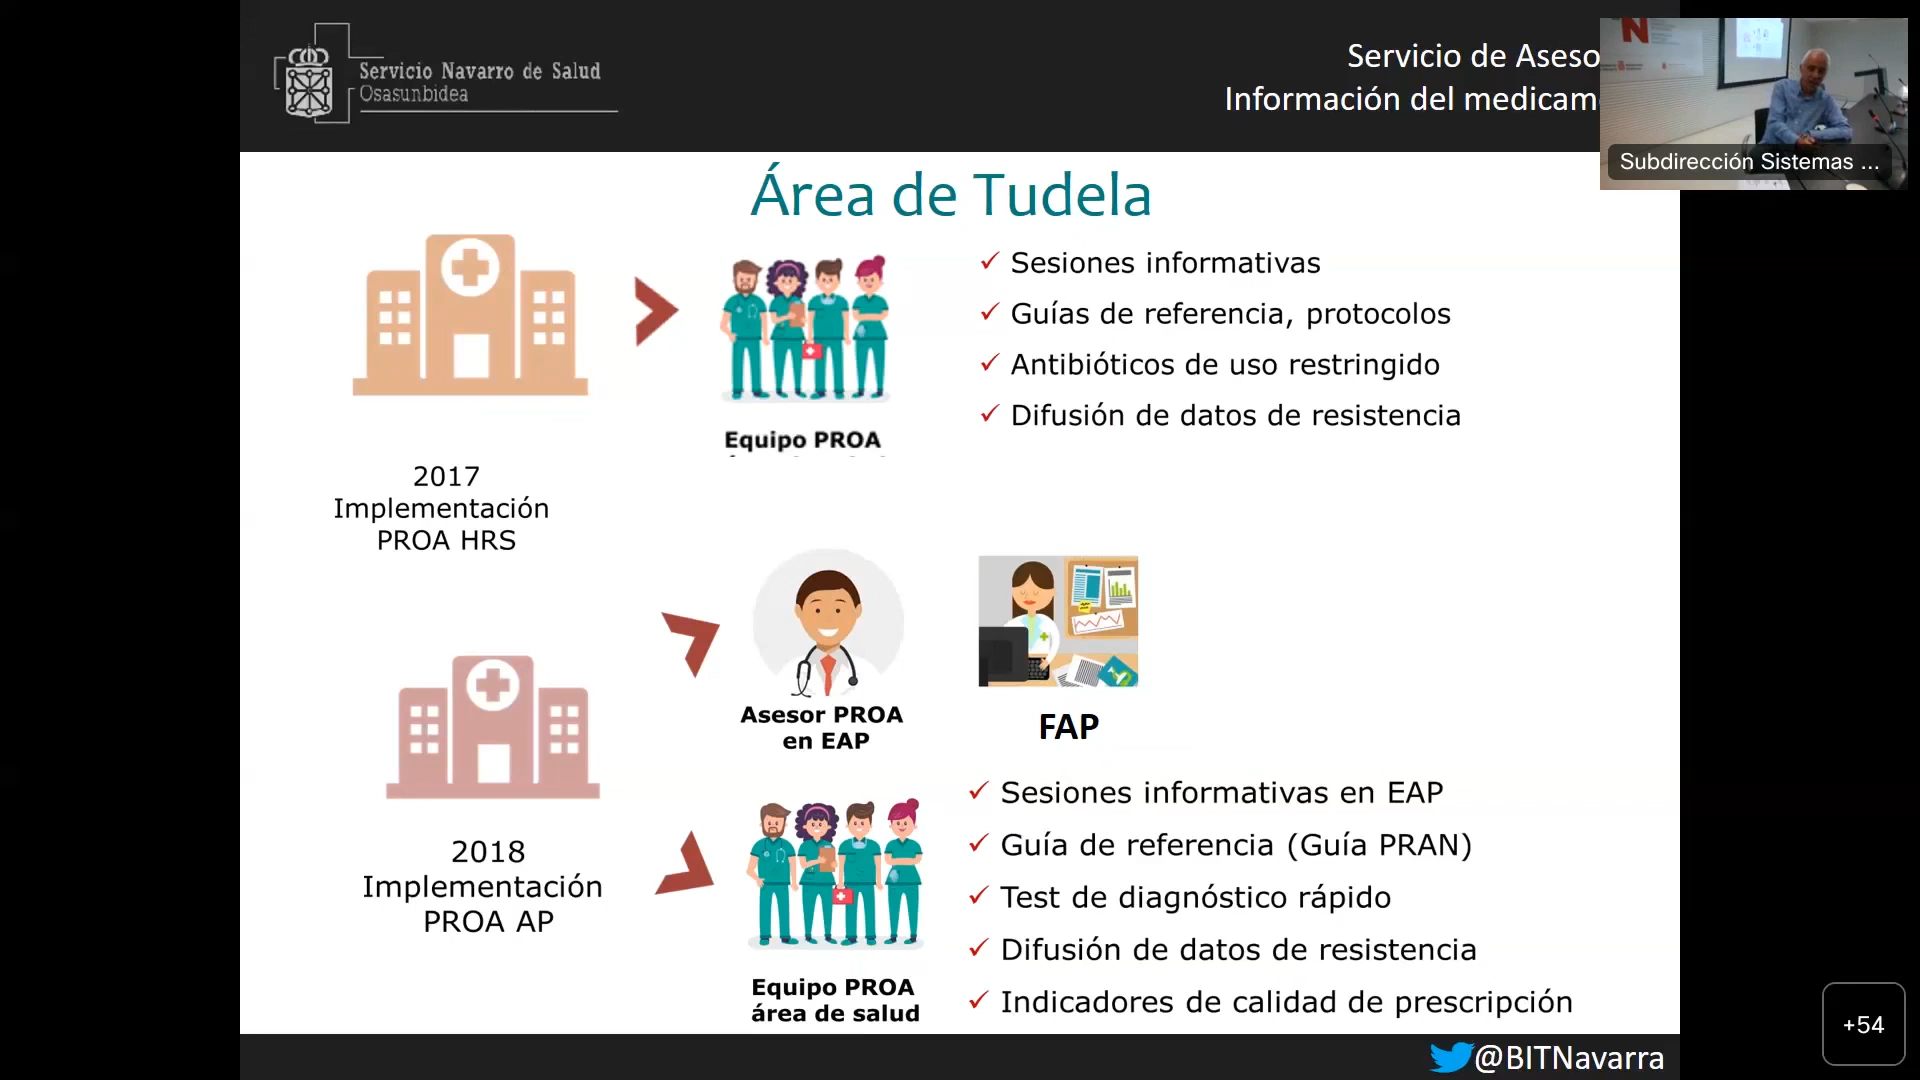 Servicio Navarro de Salud
Osasunbidea
Servicio de Aseso
Información del medicam
Subdirección Sistemas ...
Área de Tudela
2017
Implementación
PROA HRS
Equipo PROA
✓ Sesiones informativas
✓ Guías de referencia, protocolos
✓ Antibióticos de uso restringido
✓ Difusión de datos de resistencia
2018
Implementación
PROA AP
Asesor PROA
en EAP
FAP
Equipo PROA
área de salud
✓ Sesiones informativas en EAP
✓ Guía de referencia (Guía PRAN)
✓ Test de diagnóstico rápido
✓ Difusión de datos de resistencia
✓ Indicadores de calidad de prescripción
@BITNavarra
+54